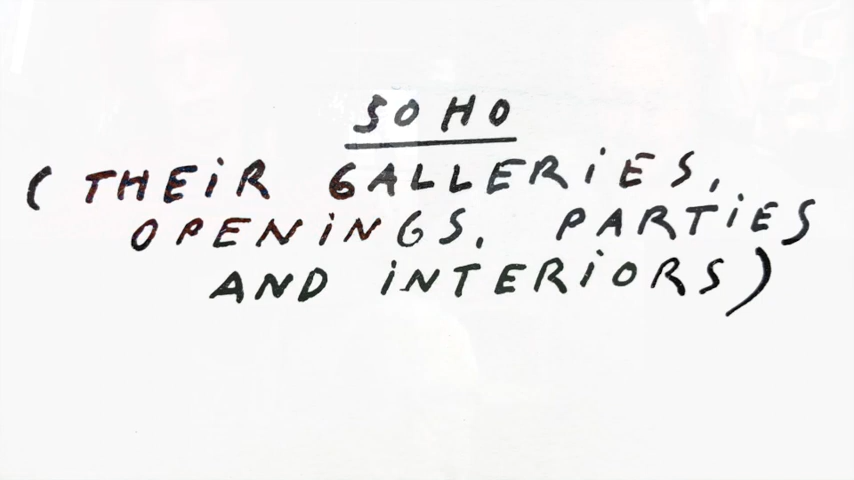 SOHO
(THEiR GALLERiES,
OPENiNGS, PARTiES
AND iNTERiORS)